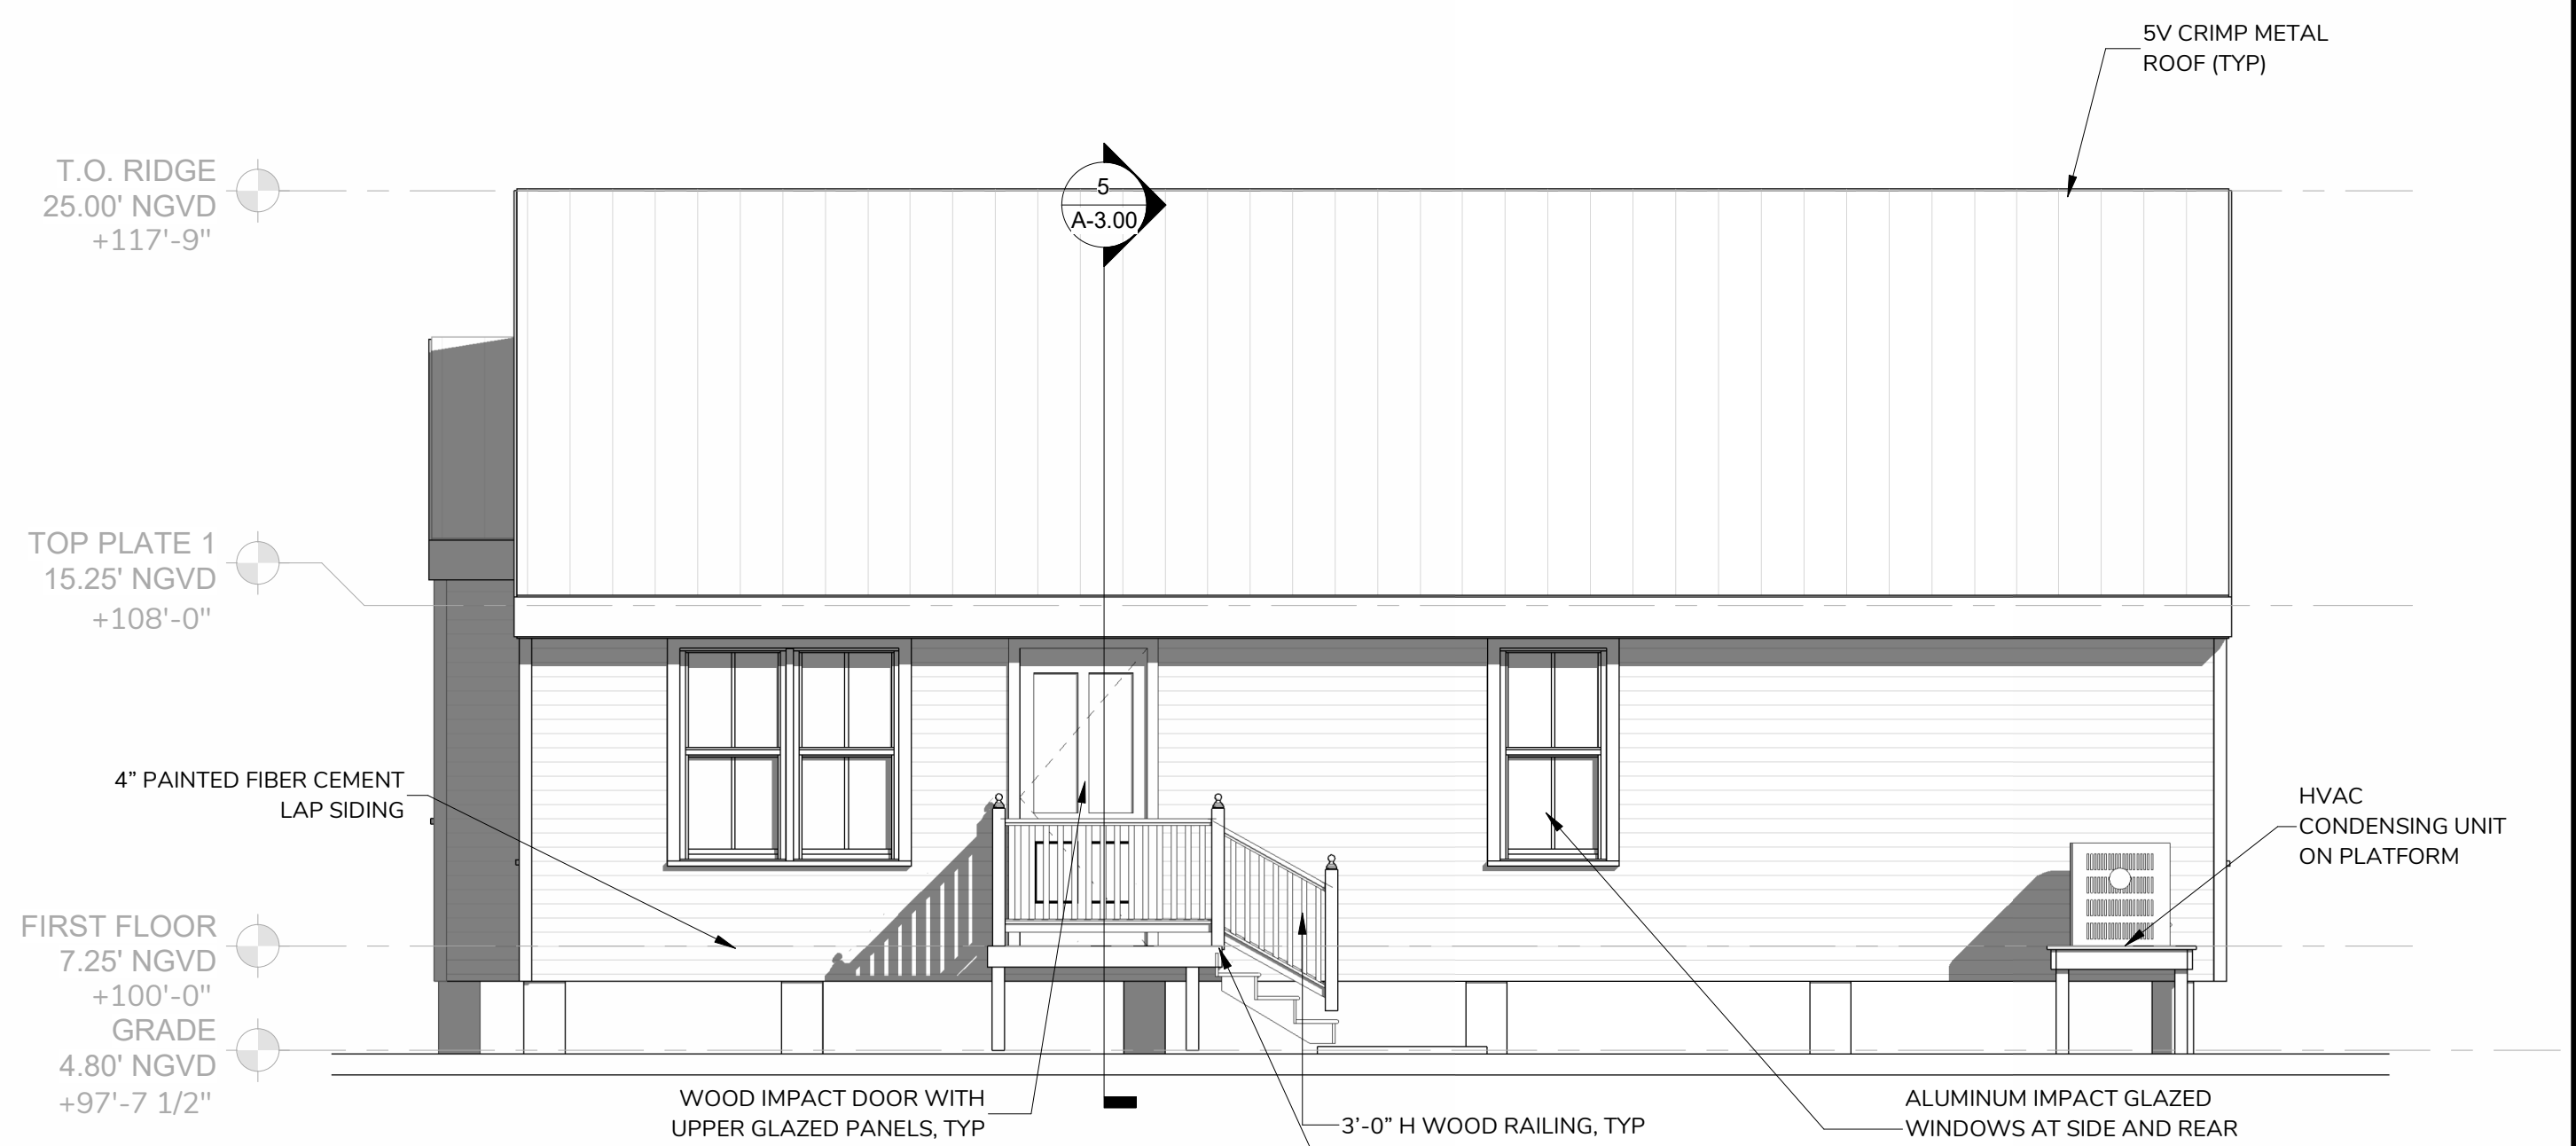 5V CRIMP METAL
ROOF (TYP)
T.O. RIDGE
25.00' NGVD
+117'-9"
5
A-3.00
TOP PLATE 1
15.25' NGVD
+108'-0"
4” PAINTED FIBER CEMENT
LAP SIDING
HVAC
CONDENSING UNIT
ON PLATFORM
FIRST FLOOR
7.25' NGVD
+100'-0"
GRADE
4.80' NGVD
+97'-7 1/2"
WOOD IMPACT DOOR WITH
UPPER GLAZED PANELS, TYP
3’-0” H WOOD RAILING, TYP
ALUMINUM IMPACT GLAZED
WINDOWS AT SIDE AND REAR